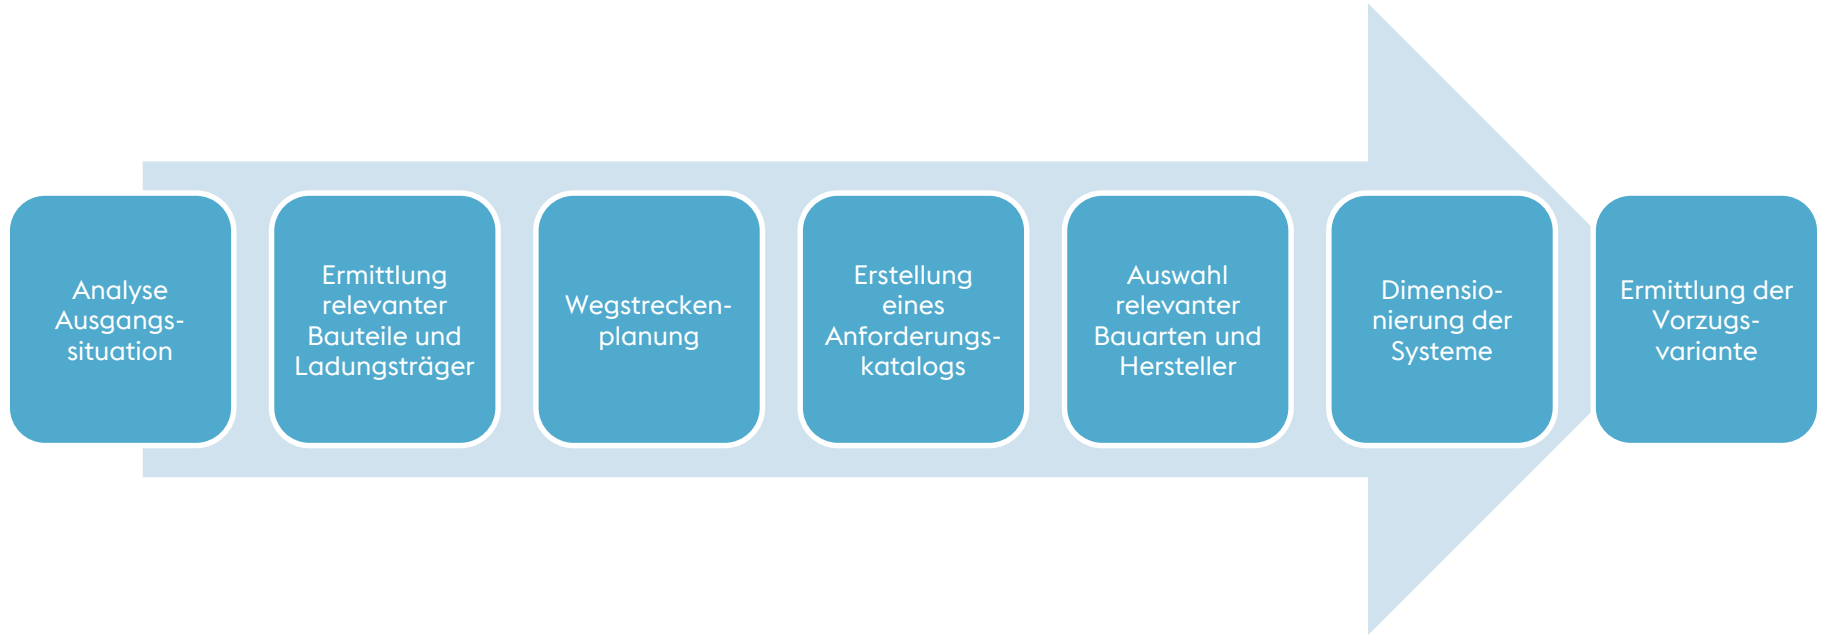 Analyse
Ausgangs-
situation
Ermittlung
relevanter
Bauteile und
Ladungsträger
Wegstrecken-
planung
Erstellung
eines
Anforderungs-
katalogs
Auswahl
relevanter
Bauarten und
Hersteller
Dimensio-
nierung der
Systeme
Ermittlung der
Vorzugs-
variante